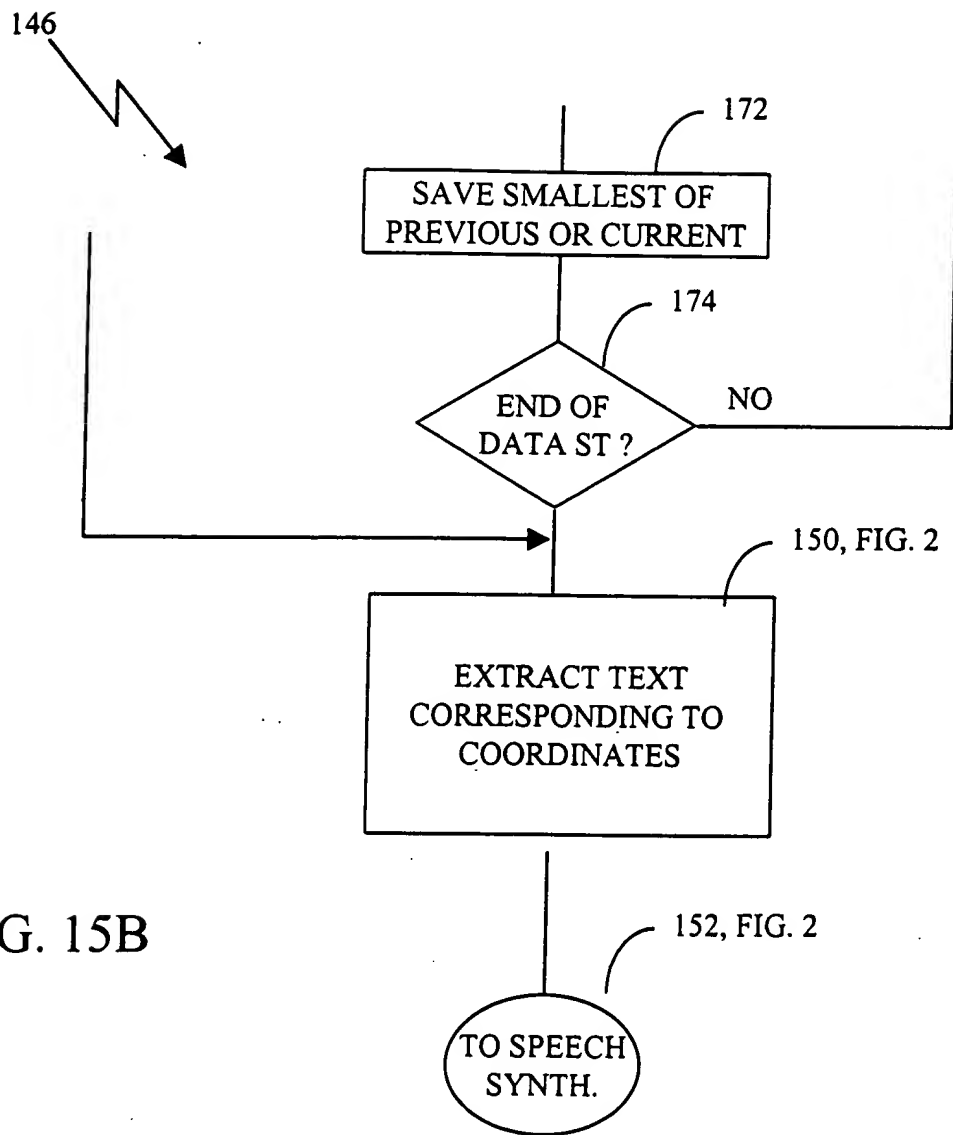 146
172
SAVE SMALLEST OF
PREVIOUS OR CURRENT
174
END OF
DATA ST ?
NO
150, FIG. 2
EXTRACT TEXT
CORRESPONDING TO
COORDINATES
G. 15B
152, FIG. 2
TO SPEECH
SYNTH.